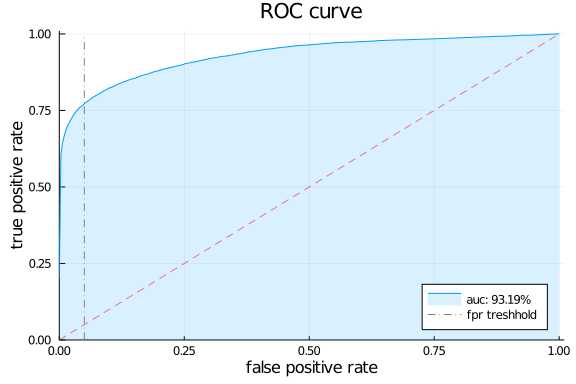 ROC curve
1.00
0.75
0.50
0.25
0.00
true positive rate
0.00
0.25
0.50
0.75
1.00
false positive rate
auc: 93.19%
fpr treshhold